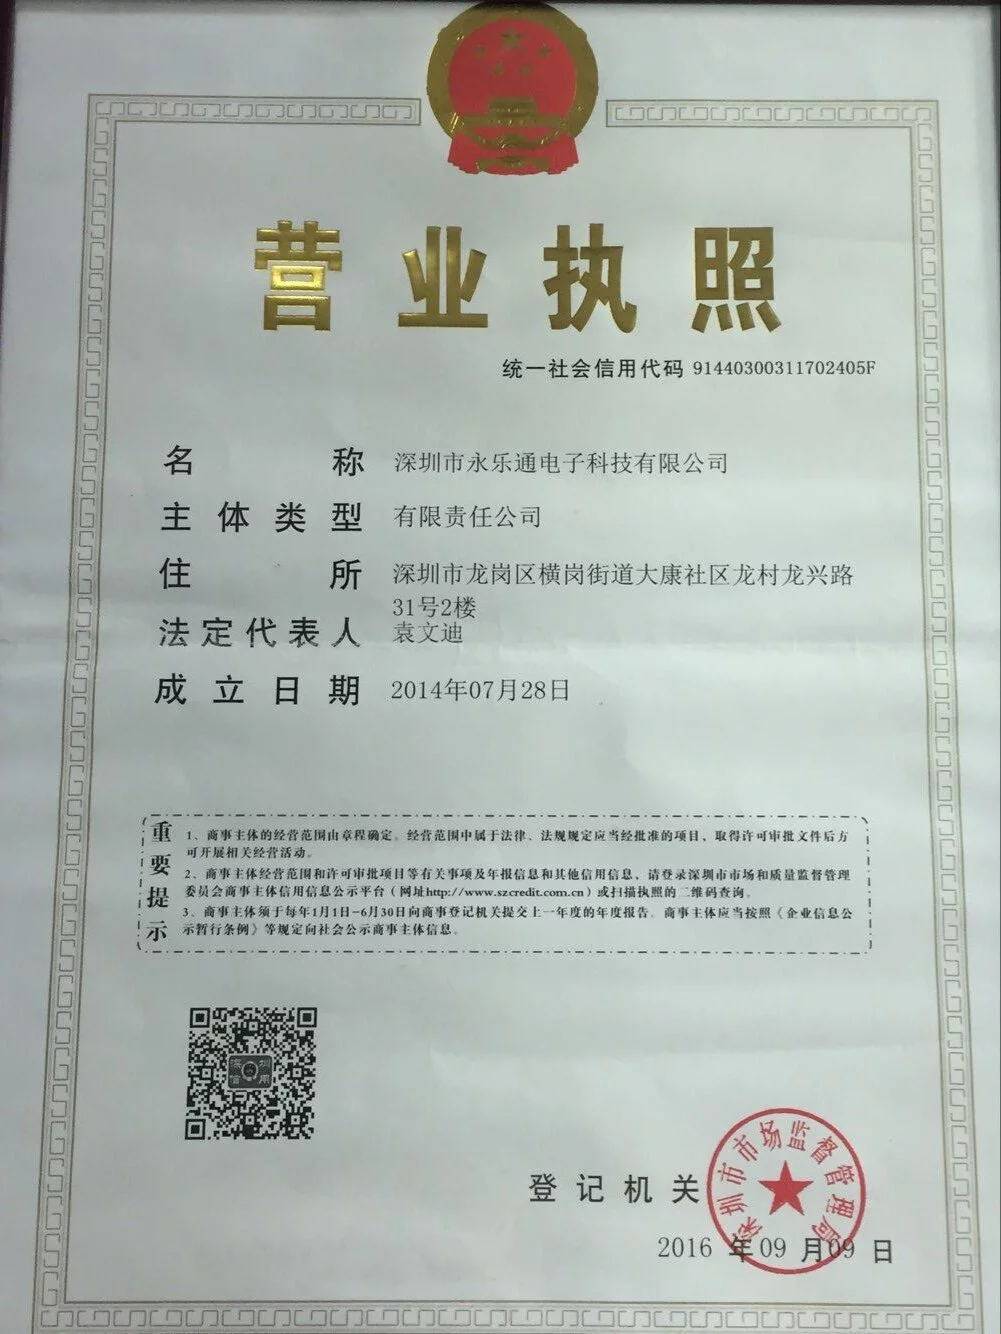 营业执照
统一社会信用代码 91440300311702405F
名称 深圳市永乐通电子科技有限公司
主体类型 有限责任公司
住所 深圳市龙岗区横岗街道大康社区龙村龙兴路
31号2楼
法定代表人 袁文迪
成立日期 2014年07月28日
重要提示
1、商事主体的经营范围由章程确定。经营范围中属于法律、法规规定应当经批准的项目，取得许可审批文件后方
可开展相关经营活动。
2、商事主体经营范围和许可审批项目等有关事项及年报信息和其他信用信息，请登录深圳市市场和质量监督管理
委员会商事主体信用信息公示平台（网址http://www.szcredit.com.cn）或扫描执照的二维码查询。
3、商事主体须于每年1月1日-6月30日向商事登记机关提交上一年度的年度报告。商事主体应当按照《企业信息公
示暂行条例》等规定向社会公示商事主体信息。
深圳信用
登记机关
深圳市市场监督管理局
2016 年09 月09 日